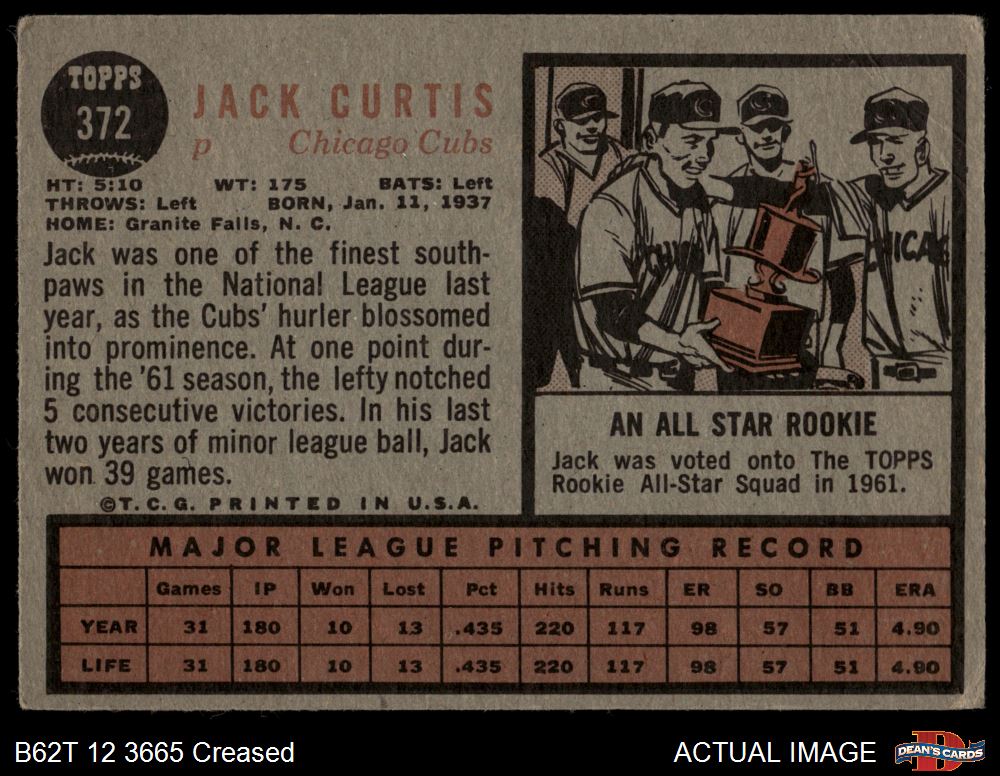 TOPPS
372
JACK CURTIS
p Chicago Cubs
HT: 5:10 WT: 175 BATS: Left
THROWS: Left BORN, Jan. 11, 1937
HOME: Granite Falls, N. C.
Jack was one of the finest south-
paws in the National League last
year, as the Cubs' hurler blossomed
into prominence. At one point dur-
ing the '61 season, the lefty notched
5 consecutive victories. In his last
two years of minor league ball, Jack
won 39 games.
©T.C.G. PRINTED IN U.S.A.
C
C
C
C
CHI
CHICAG
AN ALL STAR ROOKIE
Jack was voted onto The TOPPS
Rookie All-Star Squad in 1961.
MAJOR LEAGUE PITCHING RECORD
Games IP Won Lost Pct Hits Runs ER SO BB ERA
YEAR 31 180 10 13 .435 220 117 98 57 51 4.90
LIFE 31 180 10 13 .435 220 117 98 57 51 4.90
B62T 12 3665 Creased
ACTUAL IMAGE
D
DEAN'S CARDS